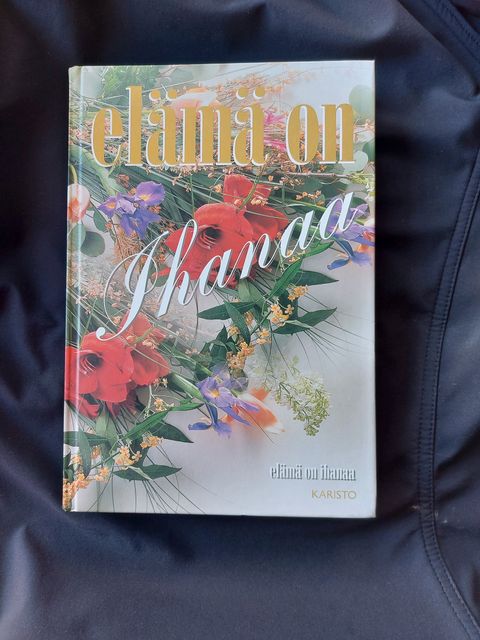 elämä on
Ihanaa
elämä on ihanaa
KARISTO